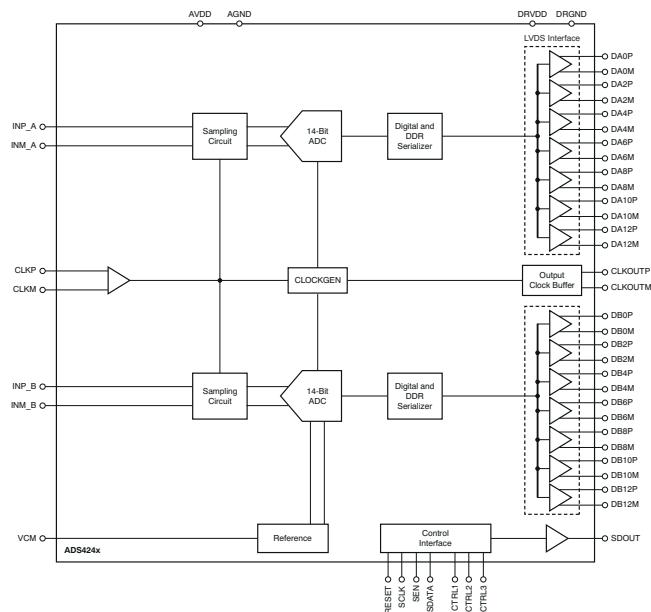 AVDD
AGND
DRVDD
DRGND
LVDS Interface
DA0P
DA0M
DA2P
DA2M
DA4P
DA4M
DA6P
DA6M
DA8P
DA8M
DA10P
DA10M
DA12P
DA12M
INP_A
INM_A
Sampling
Circuit
14-Bit
ADC
Digital and
DDR
Serializer
CLKP
CLKM
CLOCKGEN
Output
Clock Buffer
CLKOUTP
CLKOUTM
INP_B
INM_B
Sampling
Circuit
14-Bit
ADC
Digital and
DDR
Serializer
DB0P
DB0M
DB2P
DB2M
DB4P
DB4M
DB6P
DB6M
DB8P
DB8M
DB10P
DB10M
DB12P
DB12M
VCM
Reference
Control
Interface
SDOUT
ADS424x
RESET
SCLK
SEN
SDATA
CTRL1
CTRL2
CTRL3